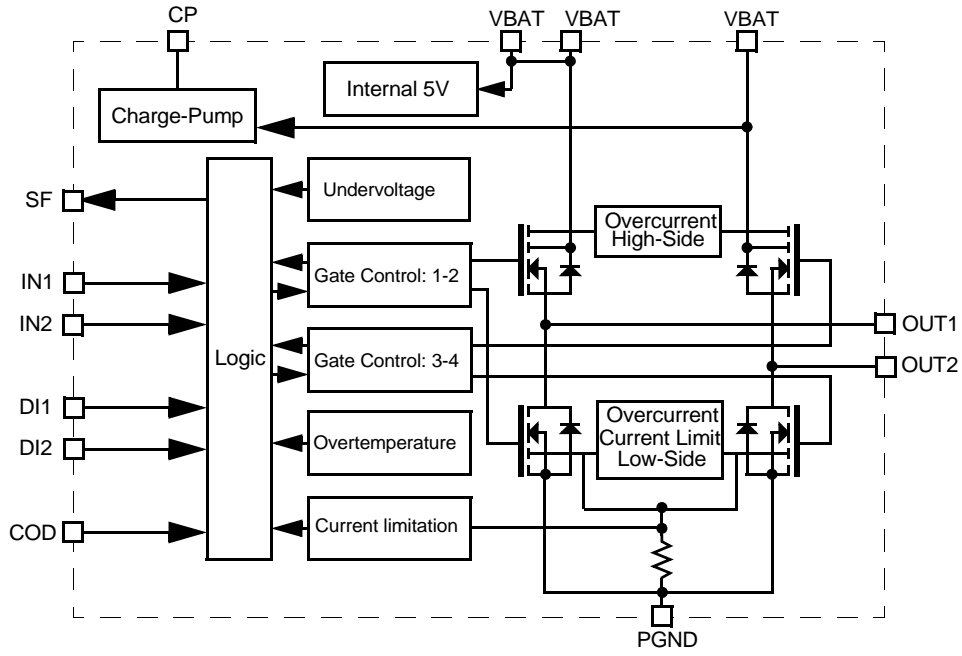 CP
VBAT
VBAT
VBAT
Internal 5V
Charge-Pump
SF
Undervoltage
Overcurrent
High-Side
IN1
Gate Control: 1-2
IN2
OUT1
Logic
Gate Control: 3-4
OUT2
DI1
Overcurrent
Current Limit
Low-Side
DI2
Overtemperature
COD
Current limitation
PGND